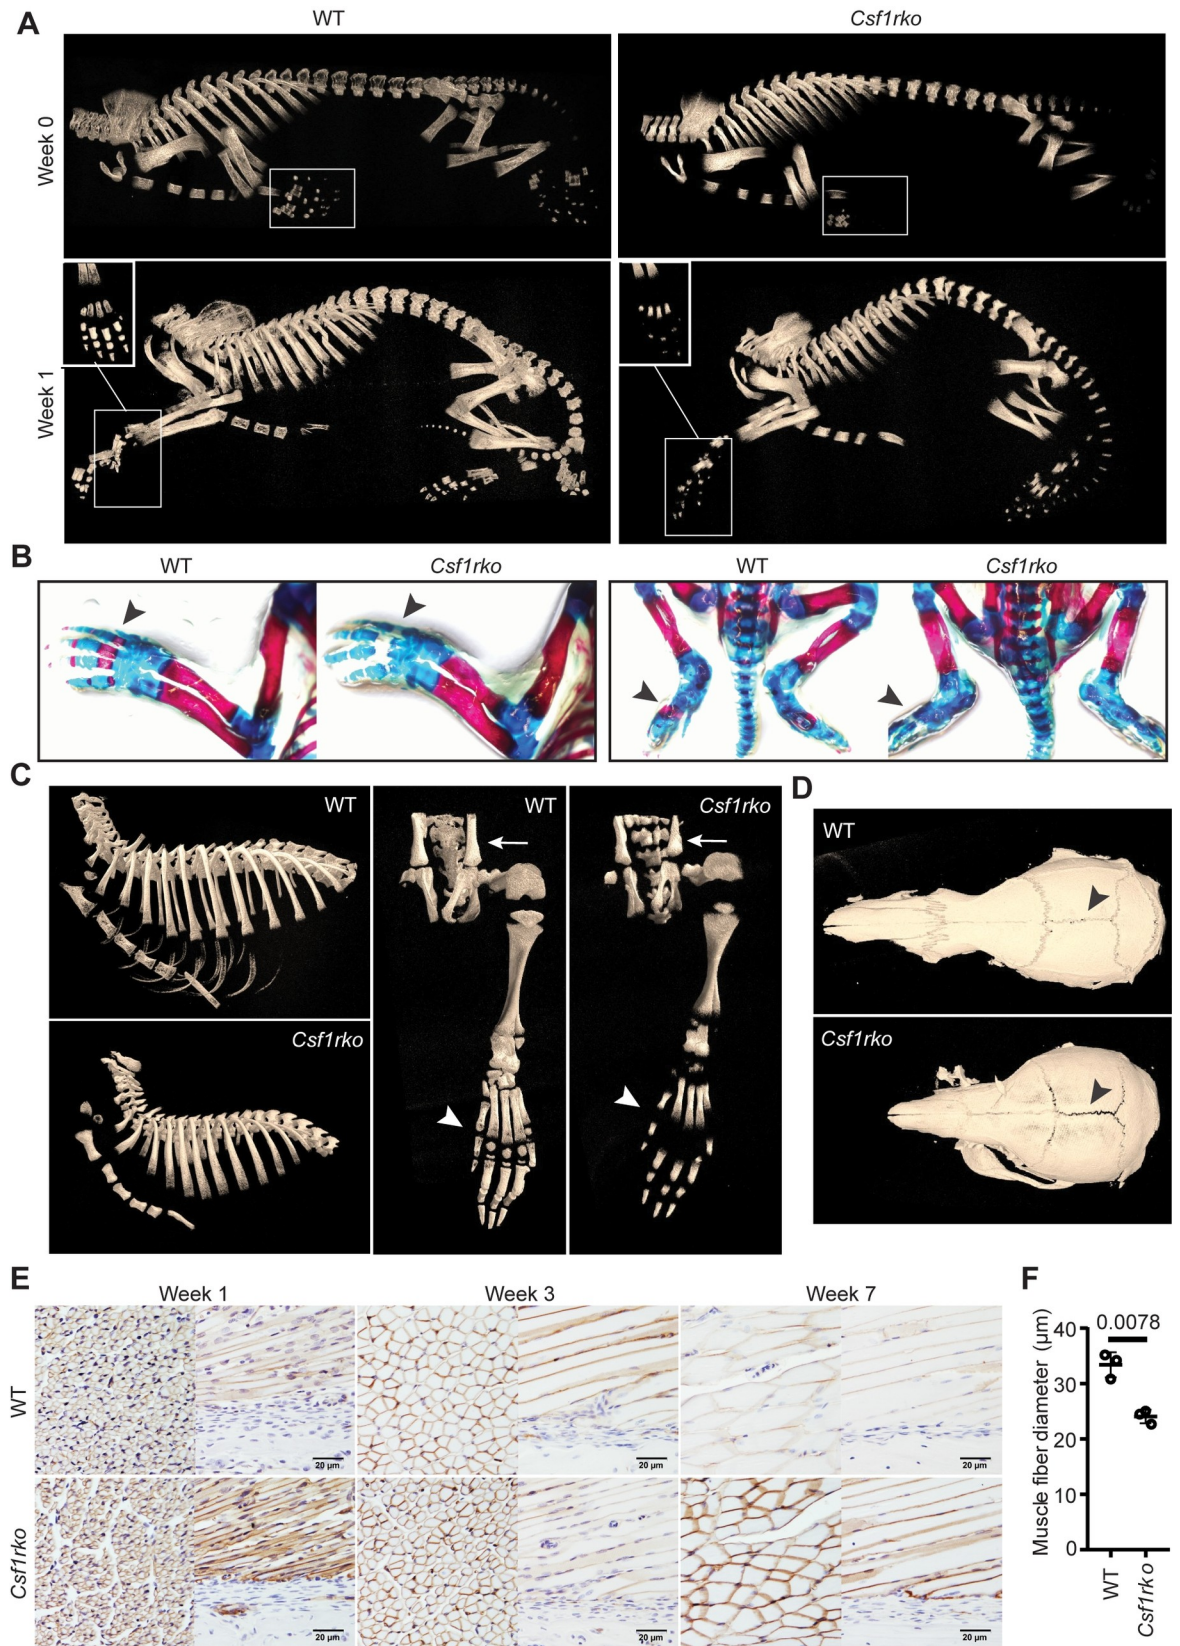 A
WT
Csf1rko
Week 0
Week 1
B
WT
Csf1rko
WT
Csf1rko
C
WT
WT
Csf1rko
D
WT
Csf1rko
Csf1rko
E
Week 1
Week 3
Week 7
F
WT
20 µm
20 µm
20 µm
Csf1rko
20 µm
20 µm
20 µm
0.0078
Muscle fiber diameter (µm)
40
30
20
10
0
WT
Csf1rko